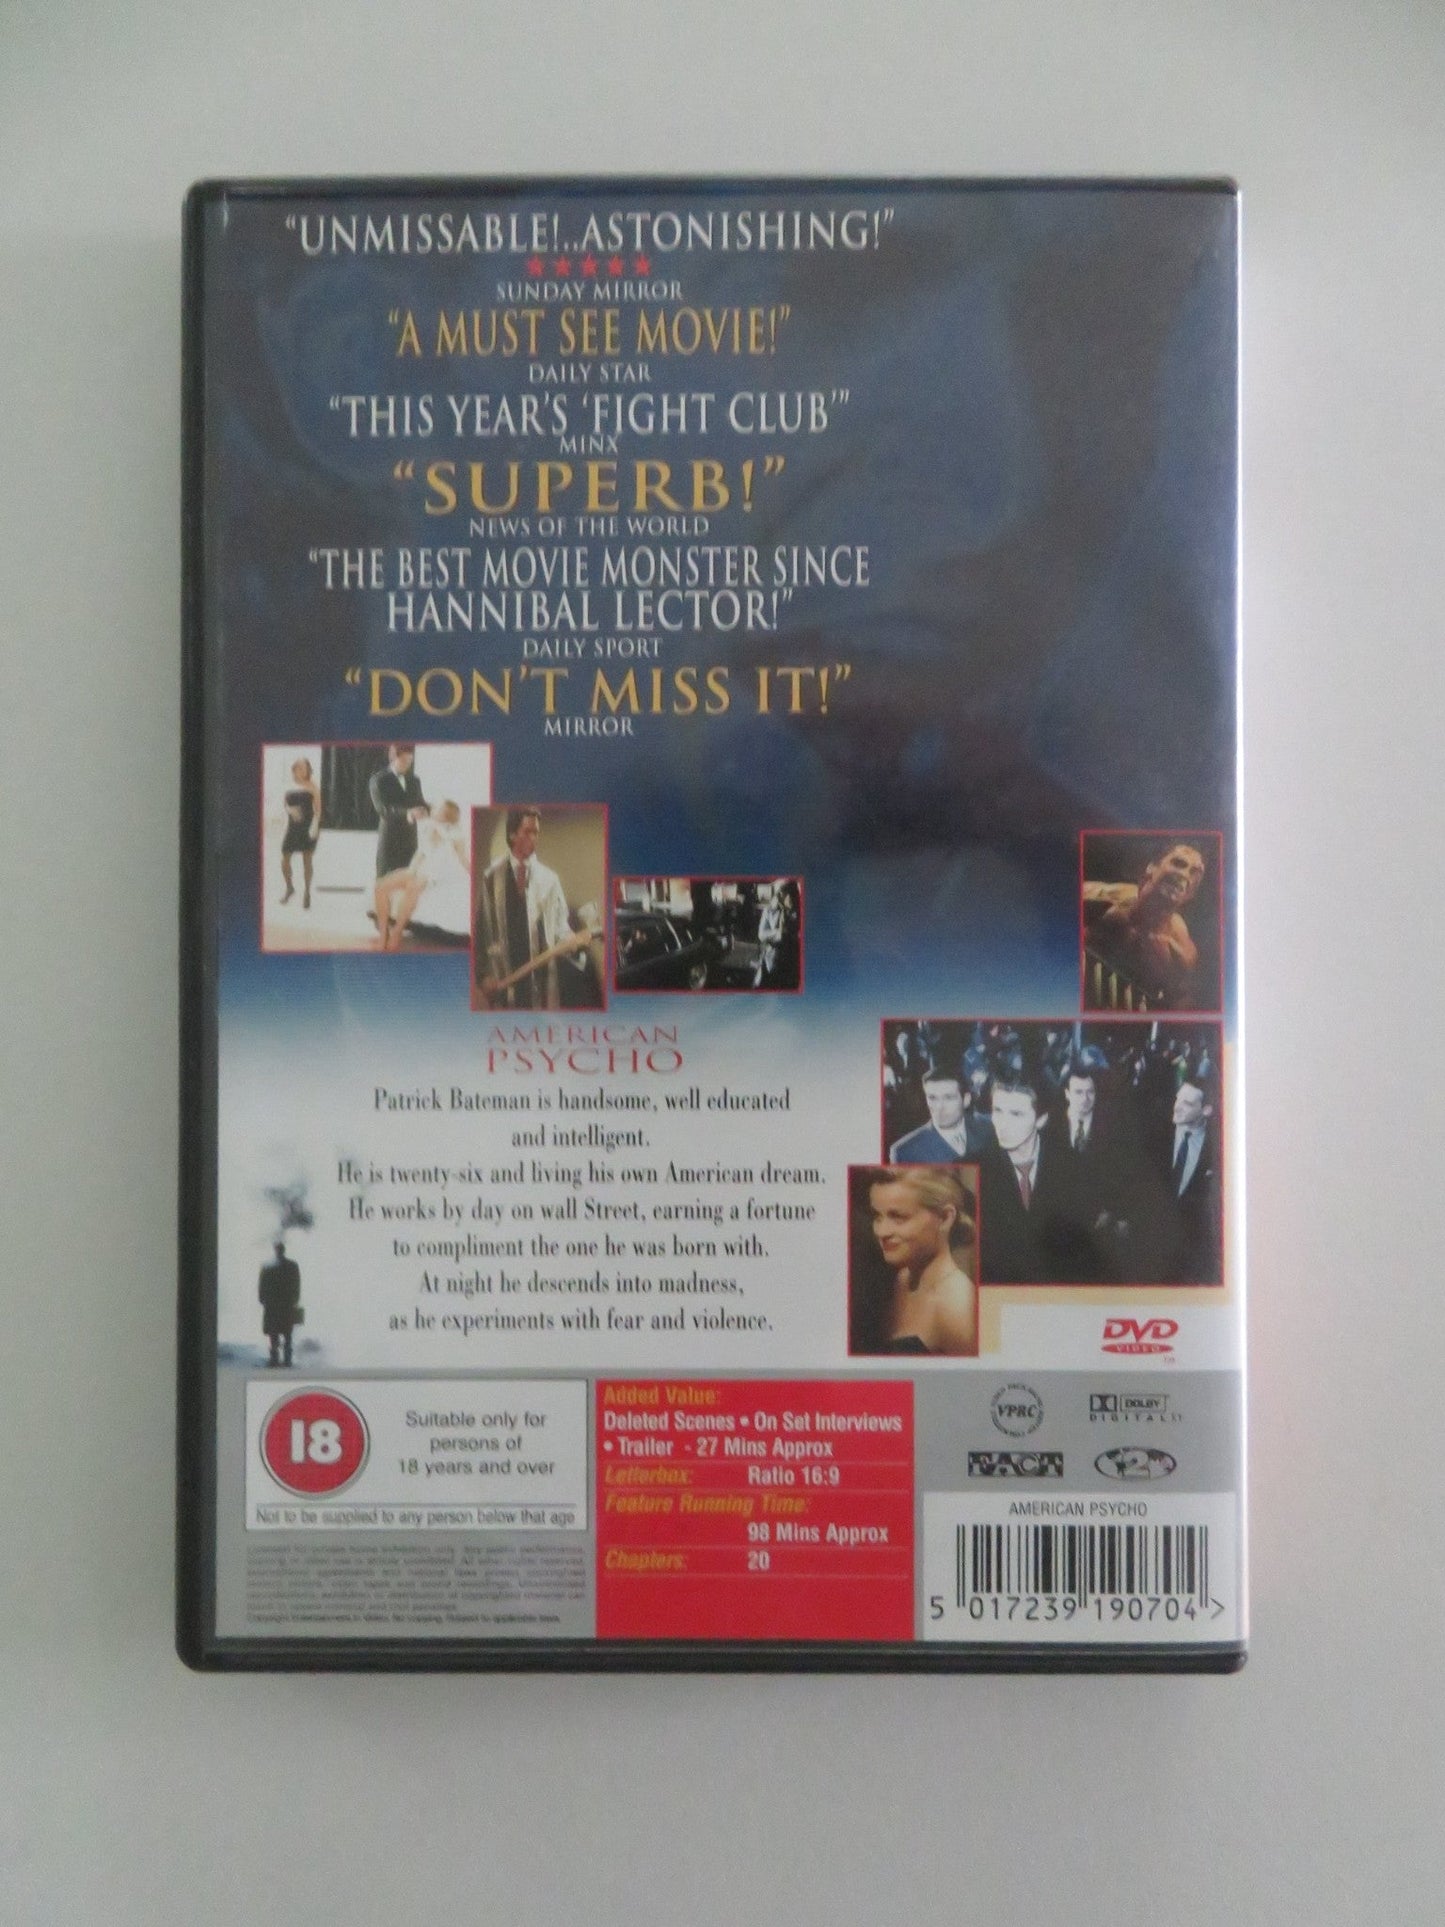 “UNMISSABLE!..ASTONISHING!”
SUNDAY MIRROR
“A MUST SEE MOVIE!”
DAILY STAR
“THIS YEAR'S ‘FIGHT CLUB’”
MINX
“SUPERB!”
NEWS OF THE WORLD
“THE BEST MOVIE MONSTER SINCE
HANNIBAL LECTOR!”
DAILY SPORT
“DON'T MISS IT!”
MIRROR
AMERICAN
PSYCHO
Patrick Bateman is handsome, well educated
and intelligent.
He is twenty-six and living his own American dream.
He works by day on wall Street, earning a fortune
to compliment the one he was born with.
At night he descends into madness,
as he experiments with fear and violence.
DVD
VIDEO
TM
18
Suitable only for
persons of
18 years and over
Not to be supplied to any person below that age
Added Value:
Deleted Scenes • On Set Interviews
• Trailer - 27 Mins Approx
Letterbox: Ratio 16:9
Feature Running Time:
98 Mins Approx
Chapters: 20
VPRC
DOLBY
DIGITAL
FACT
2
AMERICAN PSYCHO
5 017239 190704 >